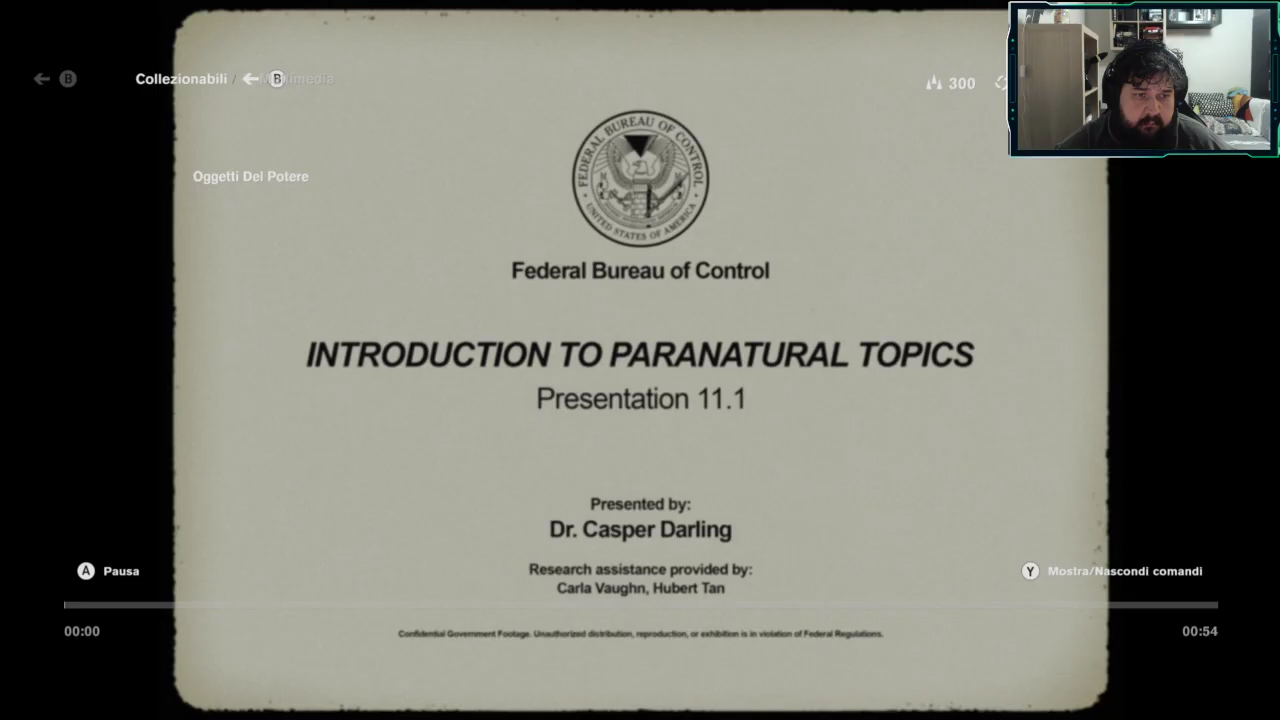 B
Collezionabili /
B
300
Oggetti Del Potere
FEDERAL BUREAU OF CONTROL
UNITED STATES OF AMERICA
Federal Bureau of Control
INTRODUCTION TO PARANATURAL TOPICS
Presentation 11.1
Presented by:
Dr. Casper Darling
Research assistance provided by:
Carla Vaughn, Hubert Tan
A Pausa
Y Mostra/Nascondi comandi
00:00
00:54
Confidential Government Footage. Unauthorized distribution, reproduction, or exhibition is in violation of Federal Regulations.